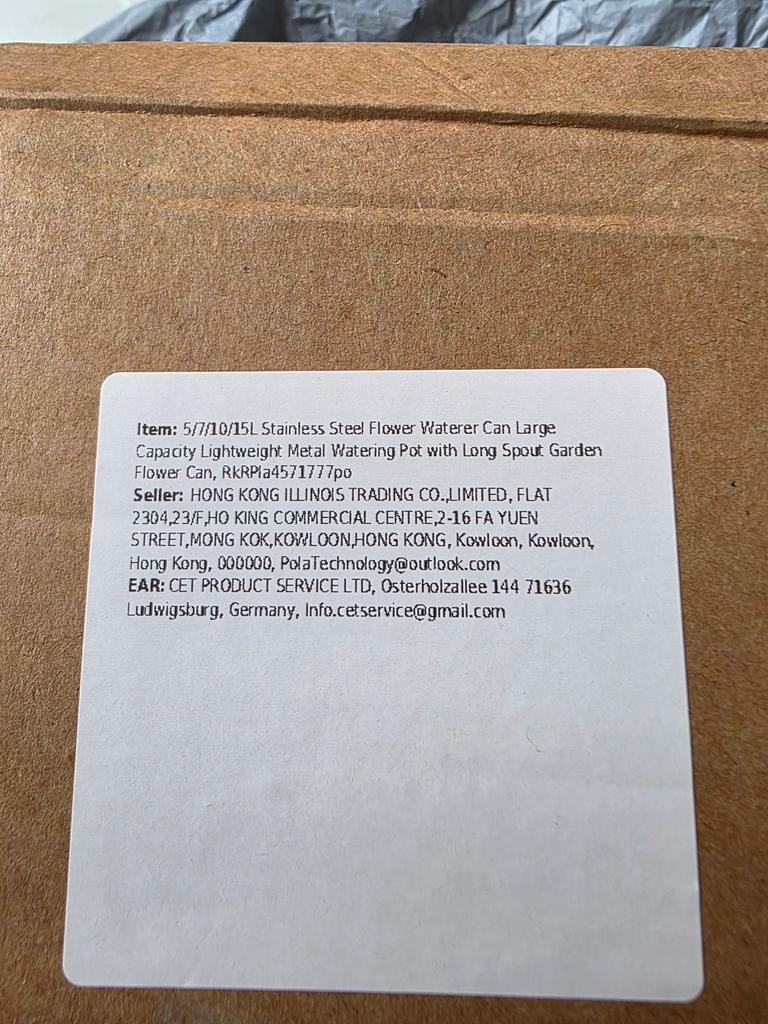 Item: 5/7/10/15L Stainless Steel Flower Waterer Can Large
Capacity Lightweight Metal Watering Pot with Long Spout Garden
Flower Can, RkRPla4571777po
Seller: HONG KONG ILLINOIS TRADING CO.,LIMITED, FLAT
2304,23/F,HO KING COMMERCIAL CENTRE,2-16 FA YUEN
STREET,MONG KOK,KOWLOON,HONG KONG, Kowloon, Kowloon,
Hong Kong, 000000, PolaTechnology@outlook.com
EAR: CET PRODUCT SERVICE LTD, Osterholzallee 144 71636
Ludwigsburg, Germany, Info.cetservice@gmail.com